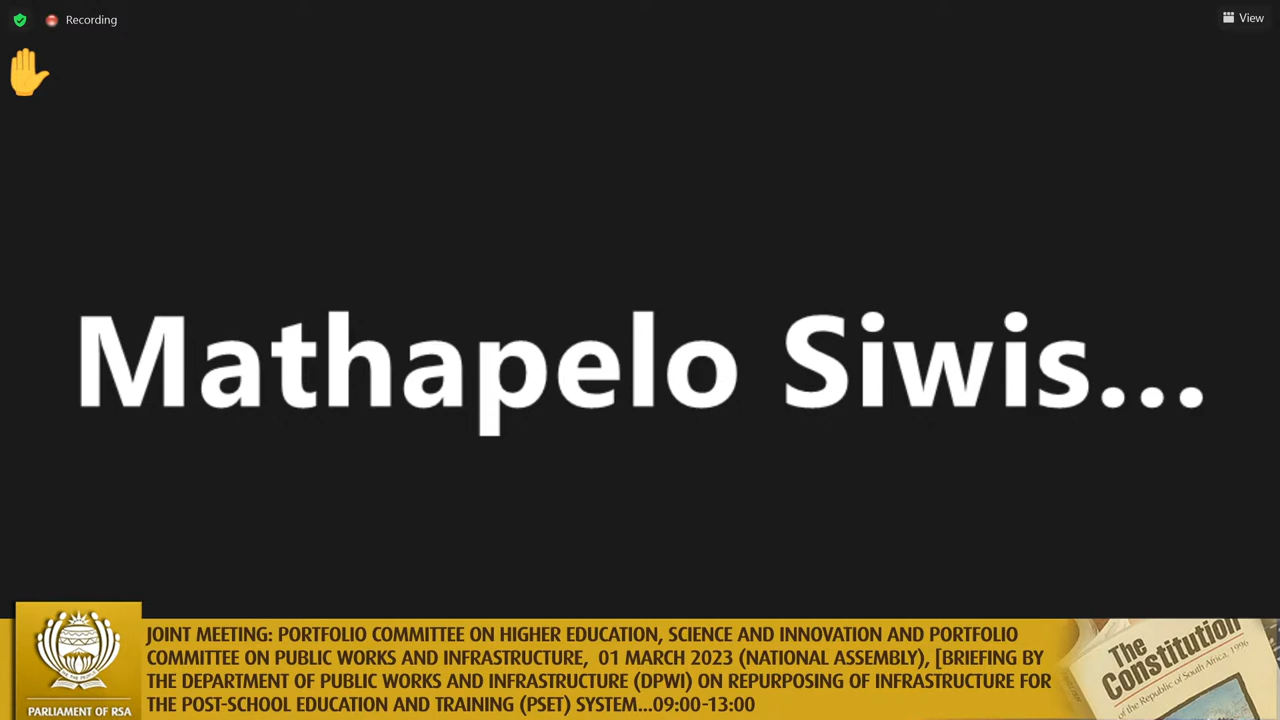 Recording
View
Mathapelo Siwis...
JOINT MEETING: PORTFOLIO COMMITTEE ON HIGHER EDUCATION, SCIENCE AND INNOVATION AND PORTFOLIO
COMMITTEE ON PUBLIC WORKS AND INFRASTRUCTURE, 01 MARCH 2023 (NATIONAL ASSEMBLY), [BRIEFING BY
THE DEPARTMENT OF PUBLIC WORKS AND INFRASTRUCTURE (DPWI) ON REPURPOSING OF INFRASTRUCTURE FOR
THE POST-SCHOOL EDUCATION AND TRAINING (PSET) SYSTEM...09:00-13:00
PARLIAMENT OF RSA
The
Constitution
of the Republic of South Africa, 1996